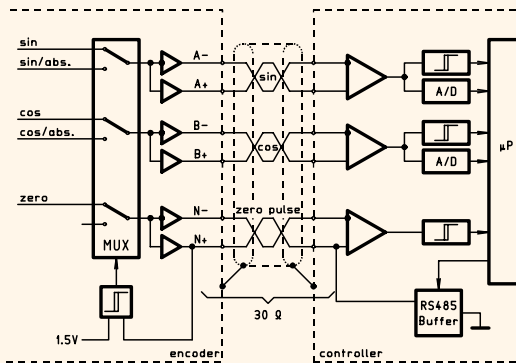 sin
sin/abs.
cos
cos/abs.
zero
MUX
1.5V
A-
A+
B-
B+
N-
N+
sin
cos
zero pulse
30 Ω
encoder
controller
A/D
A/D
µP
RS485
Buffer